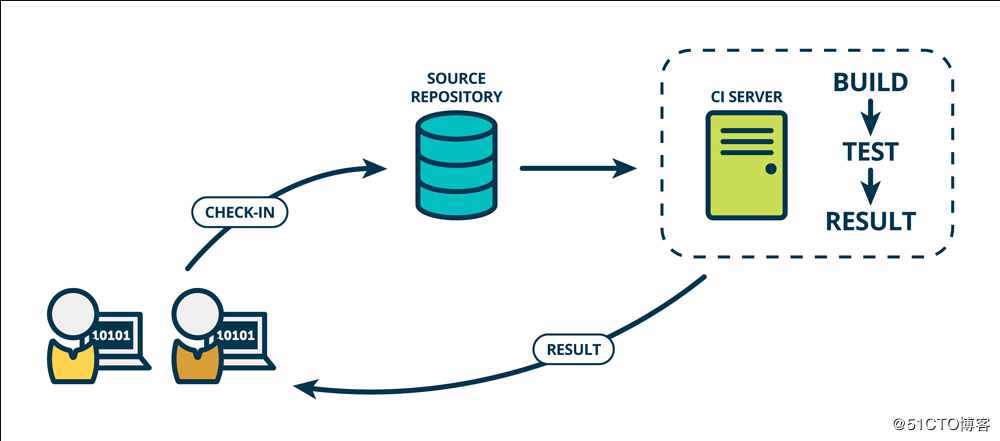 SOURCE
REPOSITORY
CI SERVER
BUILD
TEST
RESULT
CHECK-IN
10101
10101
RESULT
@51CTO博客